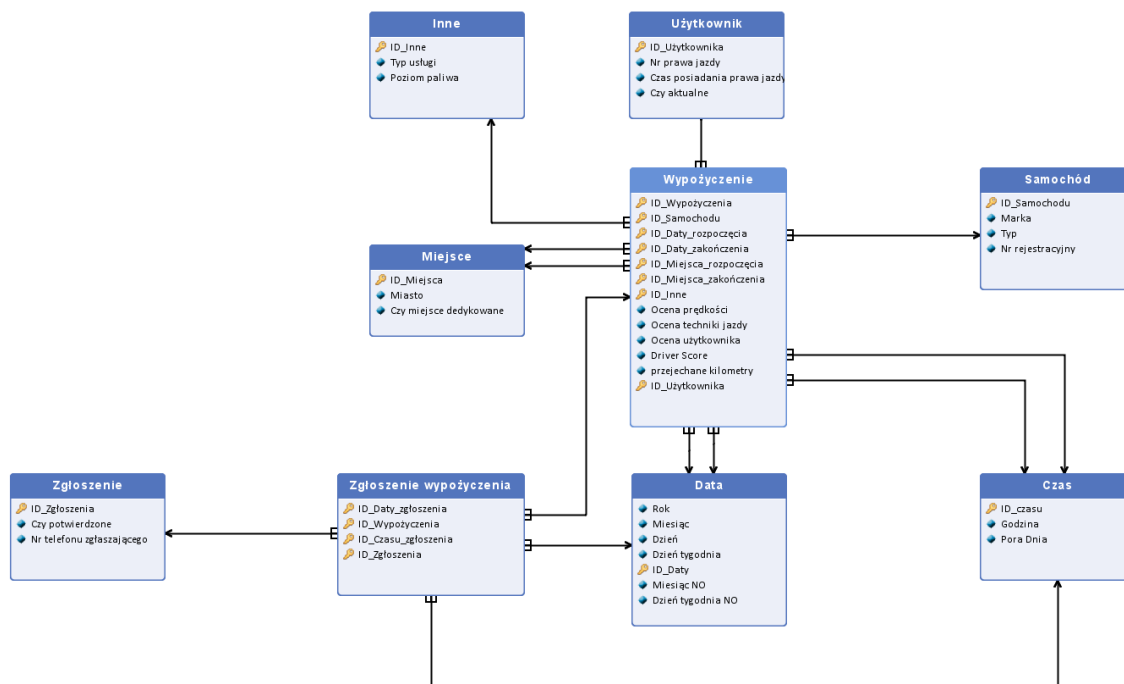 Inne
ID_Inne
Typ usługi
Poziom paliwa
Użytkownik
ID_Użytkownika
Nr prawa jazdy
Czas posiadania prawa jazdy
Czy aktualne
Wypożyczenie
ID_Wypożyczenia
ID_Samochodu
ID_Daty_rozpoczęcia
ID_Daty_zakończenia
ID_Miejsca_rozpoczęcia
ID_Miejsca_zakończenia
ID_Inne
Ocena prędkości
Ocena techniki jazdy
Ocena użytkownika
Driver Score
przejechane kilometry
ID_Użytkownika
Samochód
ID_Samochodu
Marka
Typ
Nr rejestracyjny
Miejsce
ID_Miejsca
Miasto
Czy miejsce dedykowane
Zgłoszenie
ID_Zgłoszenia
Czy potwierdzone
Nr telefonu zgłaszającego
Zgłoszenie wypożyczenia
ID_Daty_zgłoszenia
ID_Wypożyczenia
ID_Czasu_zgłoszenia
ID_Zgłoszenia
Data
Rok
Miesiąc
Dzień
Dzień tygodnia
ID_Daty
Miesiąc NO
Dzień tygodnia NO
Czas
ID_czasu
Godzina
Pora Dnia